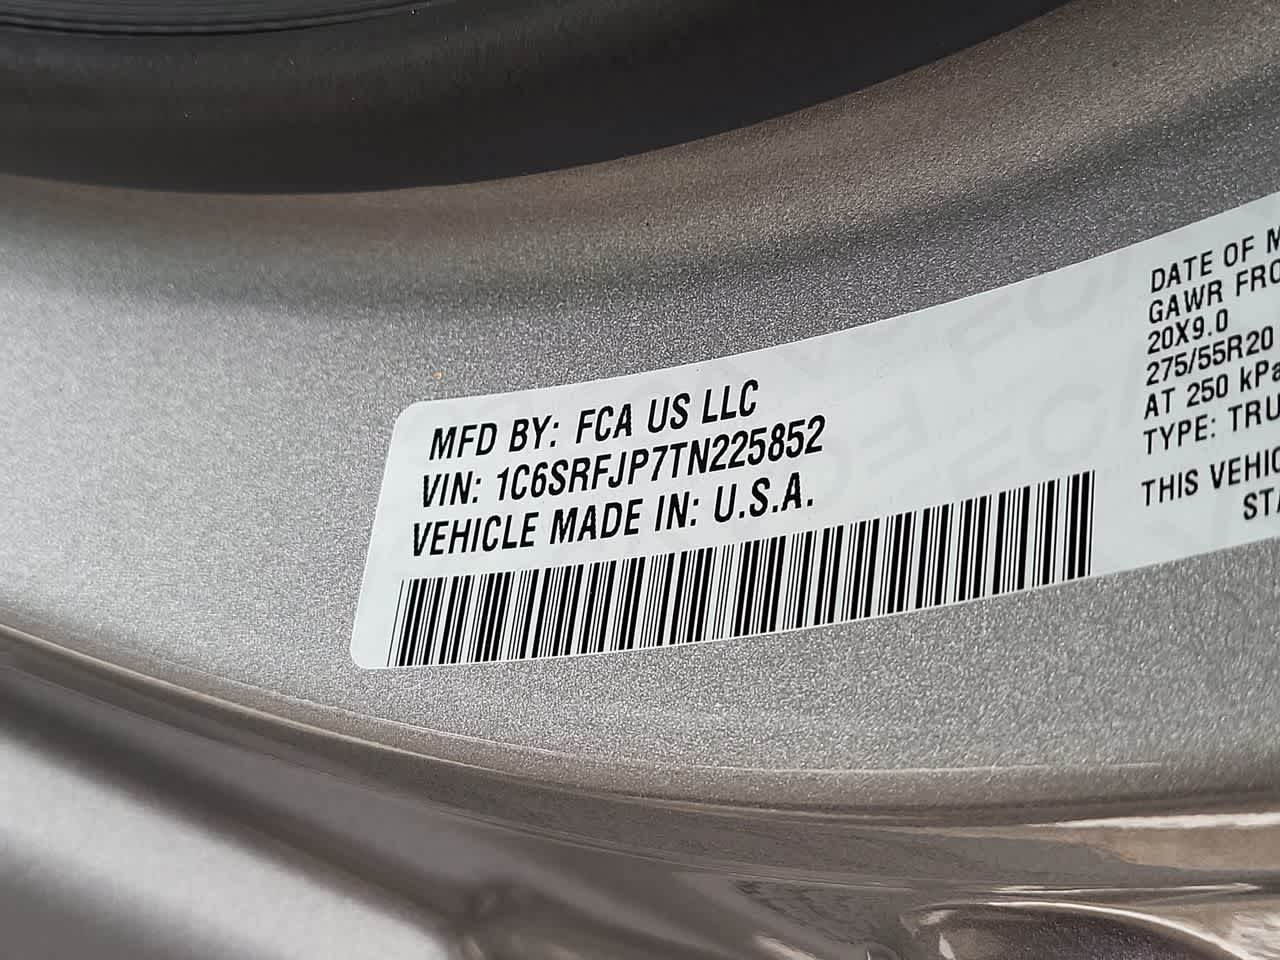 MFD BY: FCA US LLC
VIN: 1C6SRFJP7TN225852
VEHICLE MADE IN: U.S.A.
DATE OF M
GAWR FRO
20X9.0
275/55R20
AT 250 kPa
TYPE: TRU
THIS VEHIC
STA